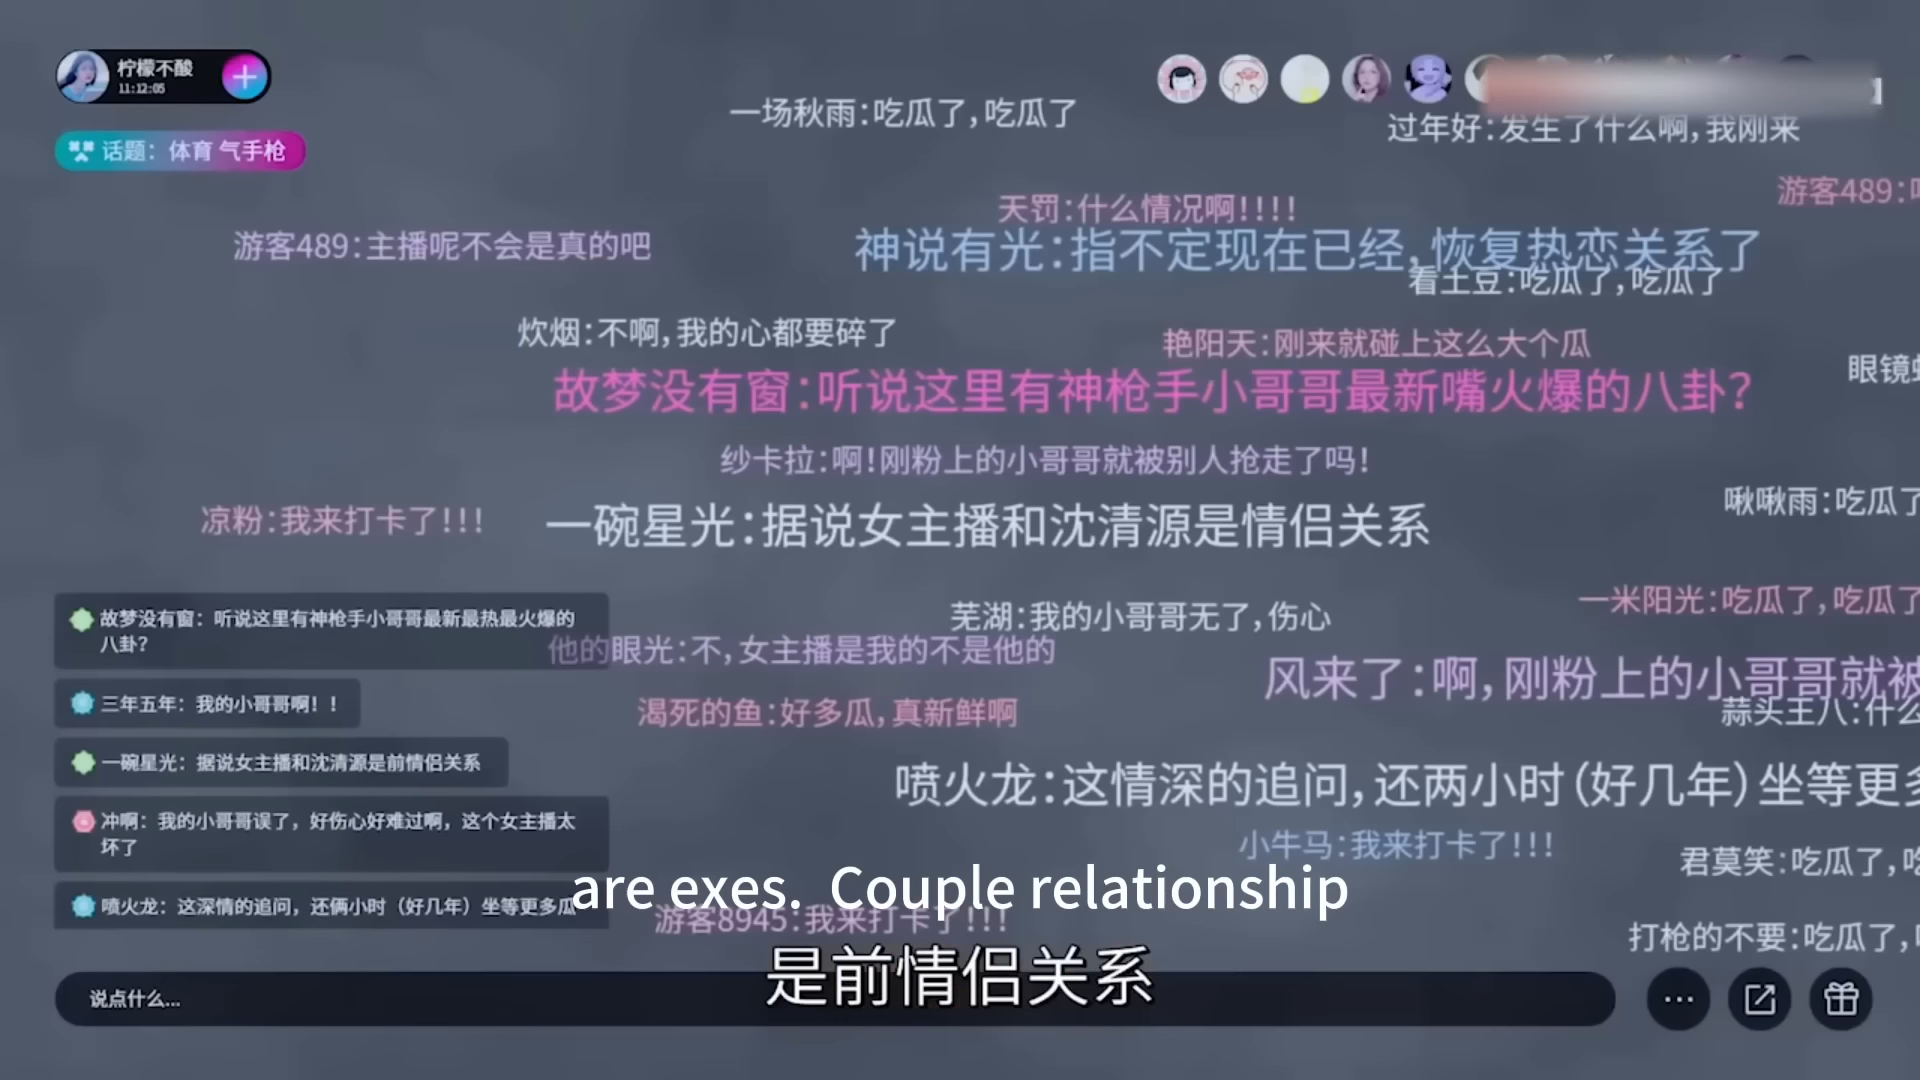 柠檬不酸
11:12:05
话题：体育 气手枪
一场秋雨：吃瓜了，吃瓜了
过年好：发生了什么啊，我刚来
天罚：什么情况啊！！！！
游客489：
游客489：主播呢不会是真的吧
神说有光：指不定现在已经，恢复热恋关系了
看土豆：吃瓜了，吃瓜了
炊烟：不啊，我的心都要碎了
艳阳天：刚来就碰上这么大个瓜
眼镜
故梦没有窗：听说这里有神枪手小哥哥最新嘴火爆的八卦？
纱卡拉：啊！刚粉上的小哥哥就被别人抢走了吗！
凉粉：我来打卡了！！！
一碗星光：据说女主播和沈清源是情侣关系
啾啾雨：吃瓜了
一米阳光：吃瓜了，吃瓜了
芜湖：我的小哥哥无了，伤心
他的眼光：不，女主播是我的不是他的
风来了：啊，刚粉上的小哥哥就被
渴死的鱼：好多瓜，真新鲜啊
蒜头王八：什么
喷火龙：这情深的追问，还两小时（好几年）坐等更多
小牛马：我来打卡了！！！
君莫笑：吃瓜了，吃
游客8945：我来打卡了！！！
打枪的不要：吃瓜了，
故梦没有窗：听说这里有神枪手小哥哥最新最热最火爆的
八卦？
三年五年：我的小哥哥啊！！
一碗星光：据说女主播和沈清源是前情侣关系
冲啊：我的小哥哥误了，好伤心好难过啊，这个女主播太
坏了
喷火龙：这深情的追问，还俩小时（好几年）坐等更多瓜
are exes. Couple relationship
是前情侣关系
说点什么...